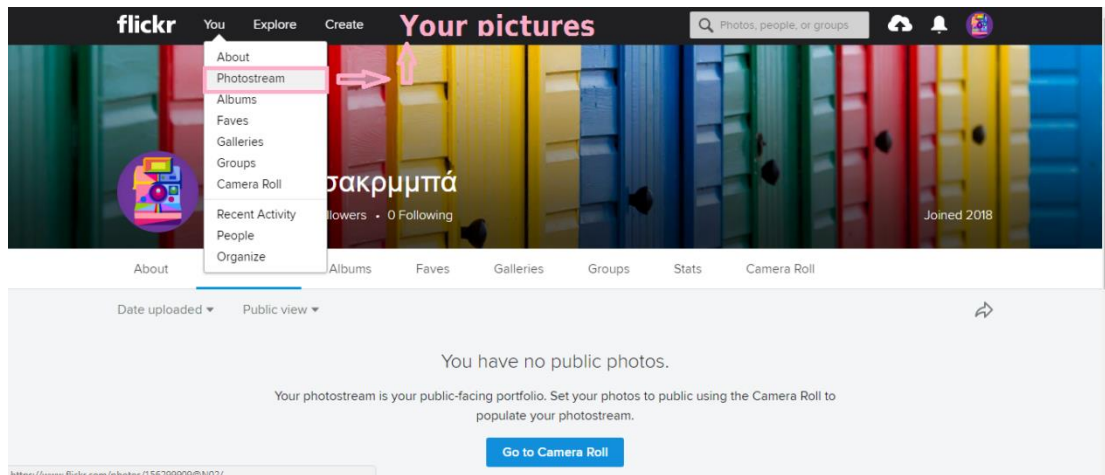 flickr You Explore Create Your pictures Photos, people, or groups
About
Photostream
Albums
Faves
Galleries
Groups
Camera Roll
Recent Activity
People
Organize
σακρμμπά
llowers • 0 Following
Joined 2018
About Albums Faves Galleries Groups Stats Camera Roll
Date uploaded Public view
You have no public photos.
Your photostream is your public-facing portfolio. Set your photos to public using the Camera Roll to
populate your photostream.
Go to Camera Roll